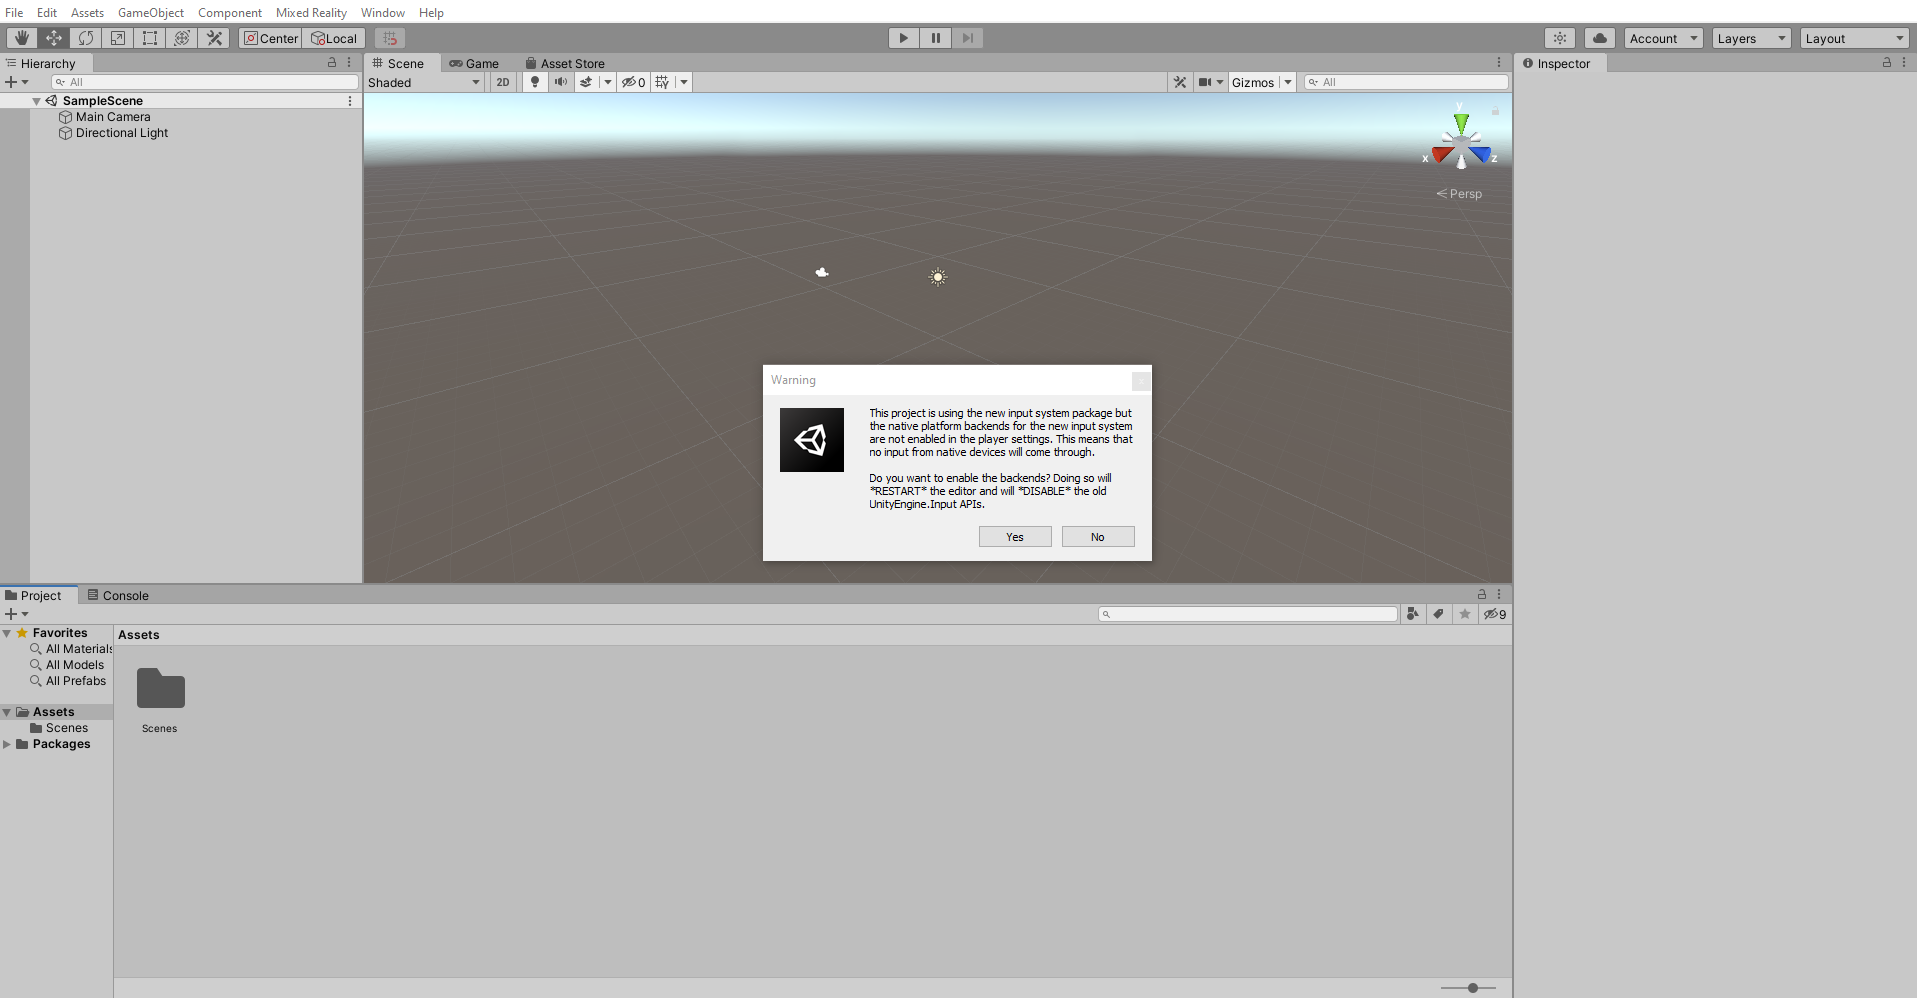 File Edit Assets GameObject Component Mixed Reality Window Help
Center Local Account Layers Layout
Hierarchy
All
SampleScene
Main Camera
Directional Light
Scene Game Asset Store
Shaded 2D 0 Gizmos All
y
x z
Persp
Inspector
Warning
This project is using the new input system package but
the native platform backends for the new input system
are not enabled in the player settings. This means that
no input from native devices will come through.
Do you want to enable the backends? Doing so will
*RESTART* the editor and will *DISABLE* the old
UnityEngine.Input APIs.
Yes No
Project Console
9
Favorites
All Materials
All Models
All Prefabs
Assets
Scenes
Packages
Assets
Scenes